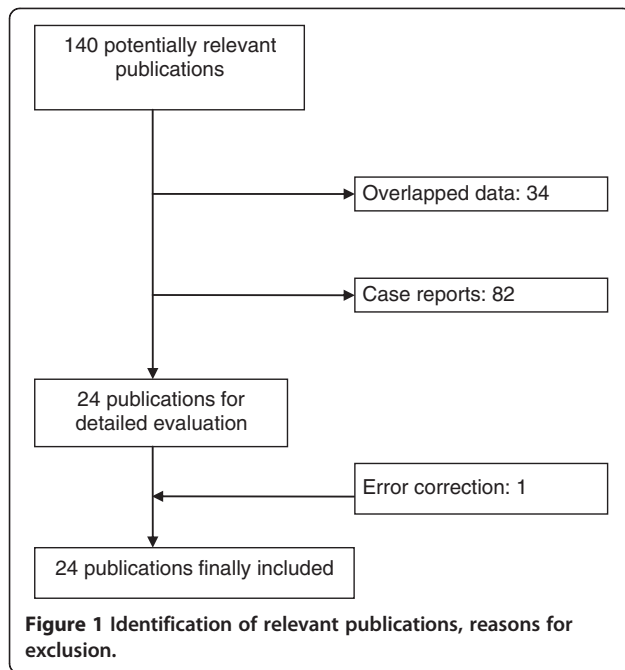 140 potentially relevant
publications
Overlapped data: 34
Case reports: 82
24 publications for
detailed evaluation
Error correction: 1
24 publications finally included
Figure 1 Identification of relevant publications, reasons for
exclusion.